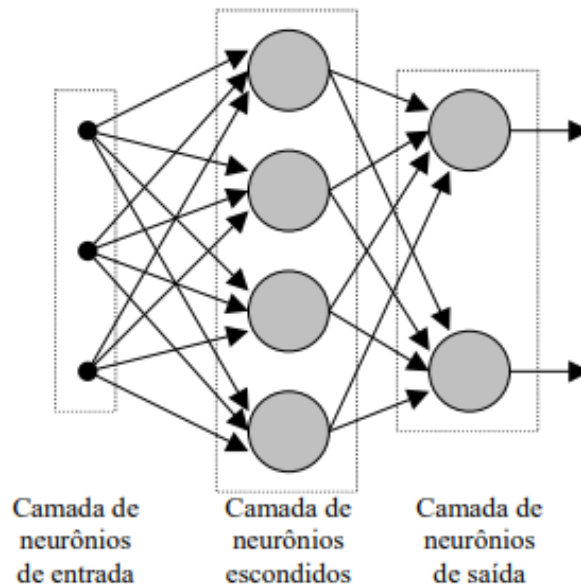 Camada de
neurônios
de entrada
Camada de
neurônios
escondidos
Camada de
neurônios
de saída